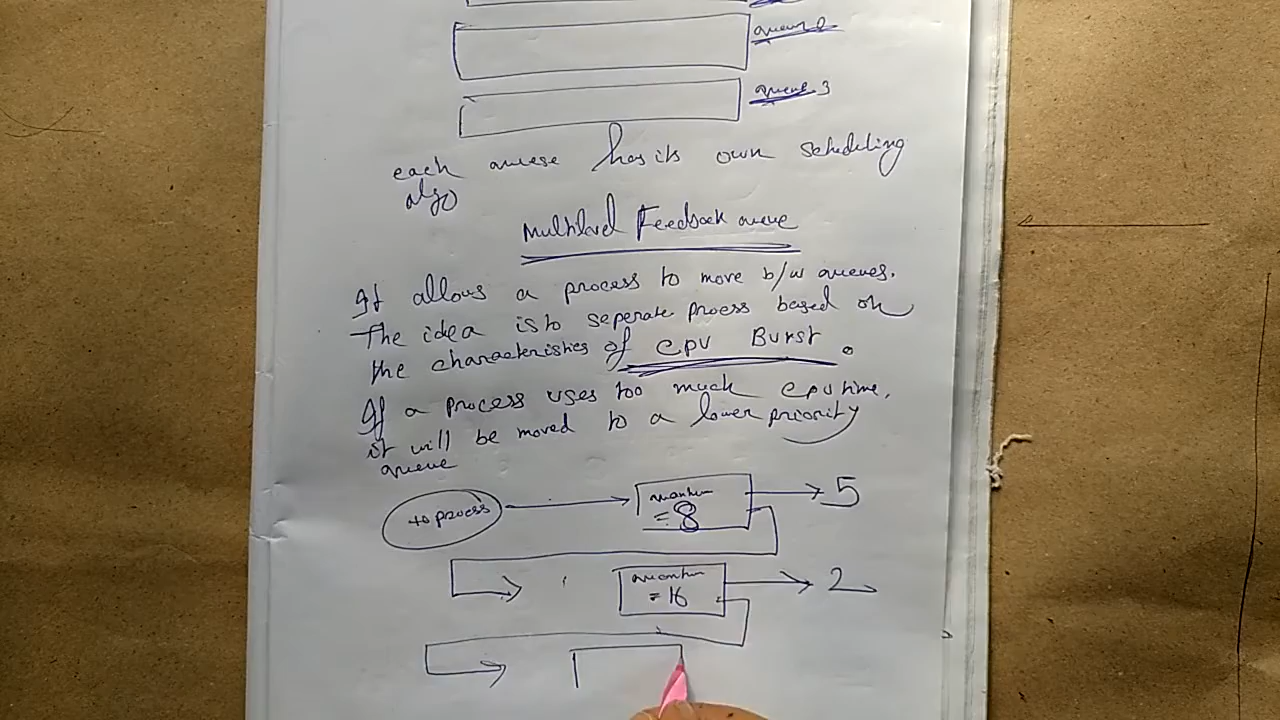 queue 2
queue 3
each queue has its own scheduling
algo
Multilevel Feedback queue
It allows a process to move b/w queues.
The idea is to seperate process based on
the characteristics of CPU Burst.
If a process uses too much cpu time,
it will be moved to a lower priority
queue
10 process
quantum
= 8
5
quantum
= 16
2